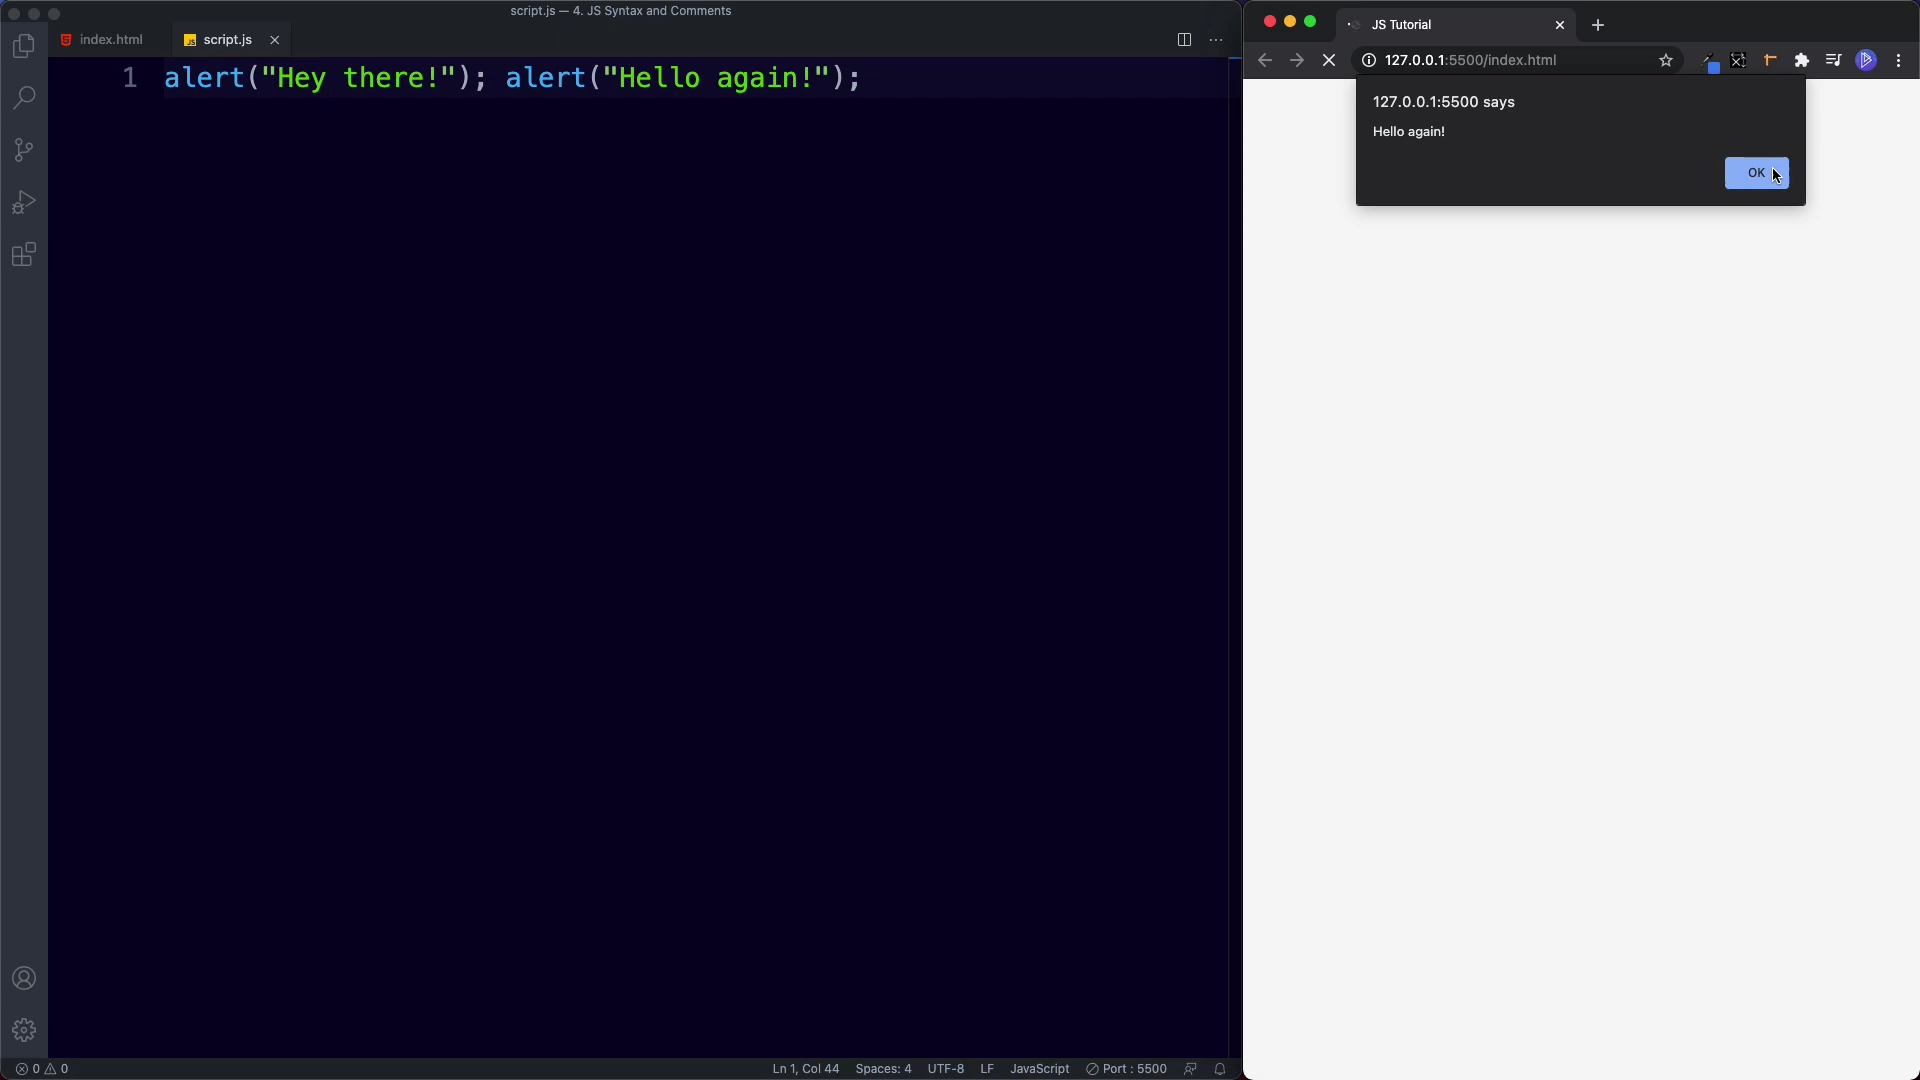 script.js — 4. JS Syntax and Comments
index.html
script.js
1 alert("Hey there!"); alert("Hello again!");
0 0
Ln 1, Col 44 Spaces: 4 UTF-8 LF JavaScript Port : 5500
JS Tutorial
127.0.0.1:5500/index.html
127.0.0.1:5500 says
Hello again!
OK